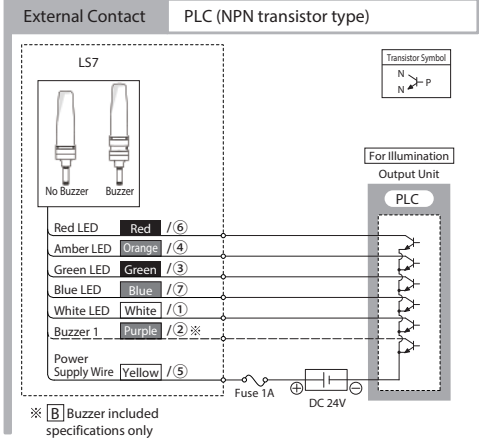 External Contact PLC (NPN transistor type)
LS7
Transistor Symbol
N
N P
No Buzzer Buzzer
For Illumination
Output Unit
PLC
Red LED Red /⑥
Amber LED Orange /④
Green LED Green /③
Blue LED Blue /⑦
White LED White /①
Buzzer 1 Purple /② ※
Power
Supply Wire Yellow /⑤
⊕ ⊖
Fuse 1A
DC 24V
※ B Buzzer included
specifications only